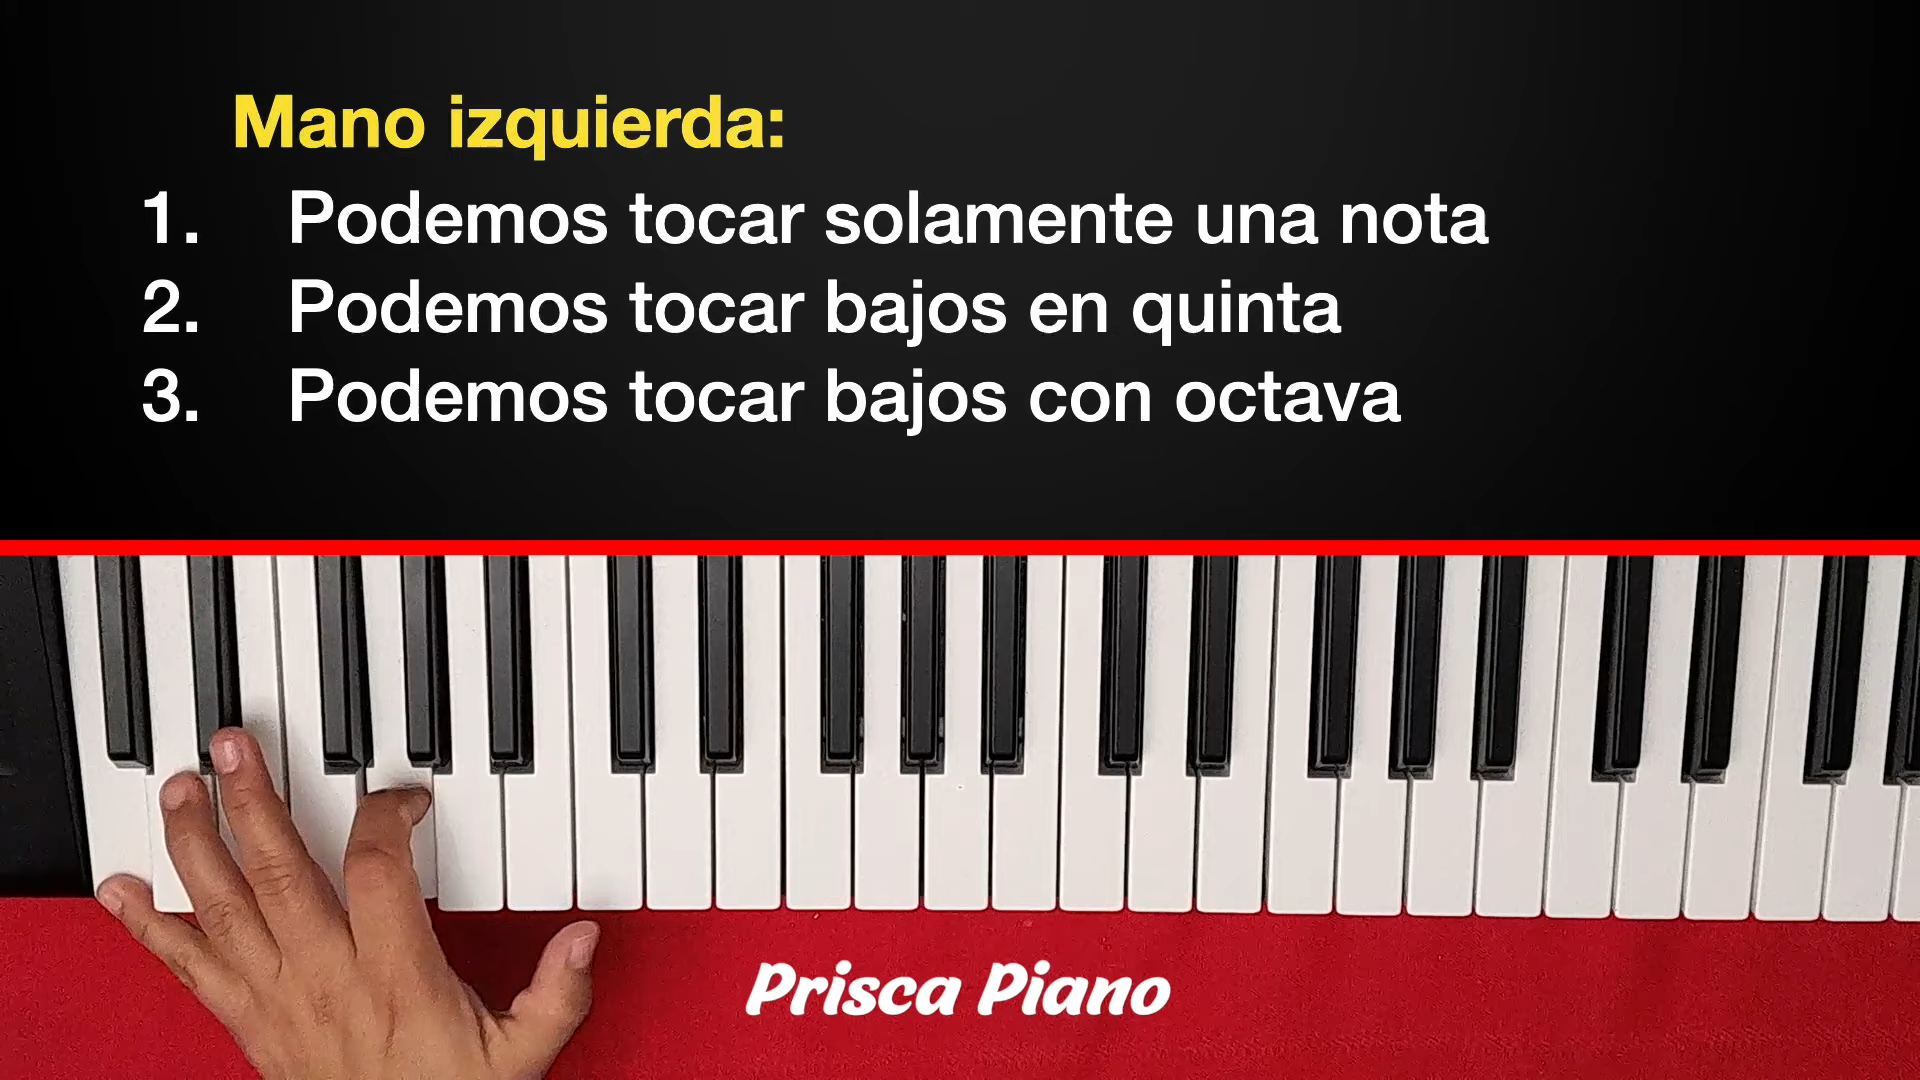 Mano izquierda:
1. Podemos tocar solamente una nota
2. Podemos tocar bajos en quinta
3. Podemos tocar bajos con octava
Prisca Piano